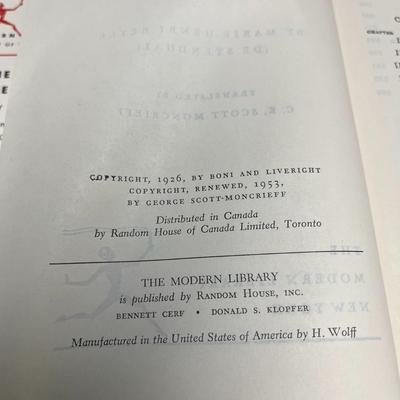 COPYRIGHT, 1926, BY BONI AND LIVERIGHT
COPYRIGHT, RENEWED, 1953,
BY GEORGE SCOTT-MONCRIEFF
Distributed in Canada
by Random House of Canada Limited, Toronto
THE MODERN LIBRARY
is published by RANDOM HOUSE, INC.
BENNETT CERF • DONALD S. KLOPFER
Manufactured in the United States of America by H. Wolff